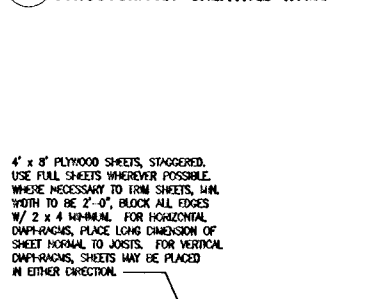 4' x 8' PLYWOOD SHEETS, STAGGERED.
USE FULL SHEETS WHEREVER POSSIBLE.
WHERE NECESSARY TO TRIM SHEETS, MIN.
WIDTH TO BE 2'-0", BLOCK ALL EDGES
W/ 2 x 4 MINIMUM. FOR HORIZONTAL
DIAPHRAGMS, PLACE LONG DIMENSION OF
SHEET NORMAL TO JOISTS. FOR VERTICAL
DIAPHRAGMS, SHEETS MAY BE PLACED
IN EITHER DIRECTION.